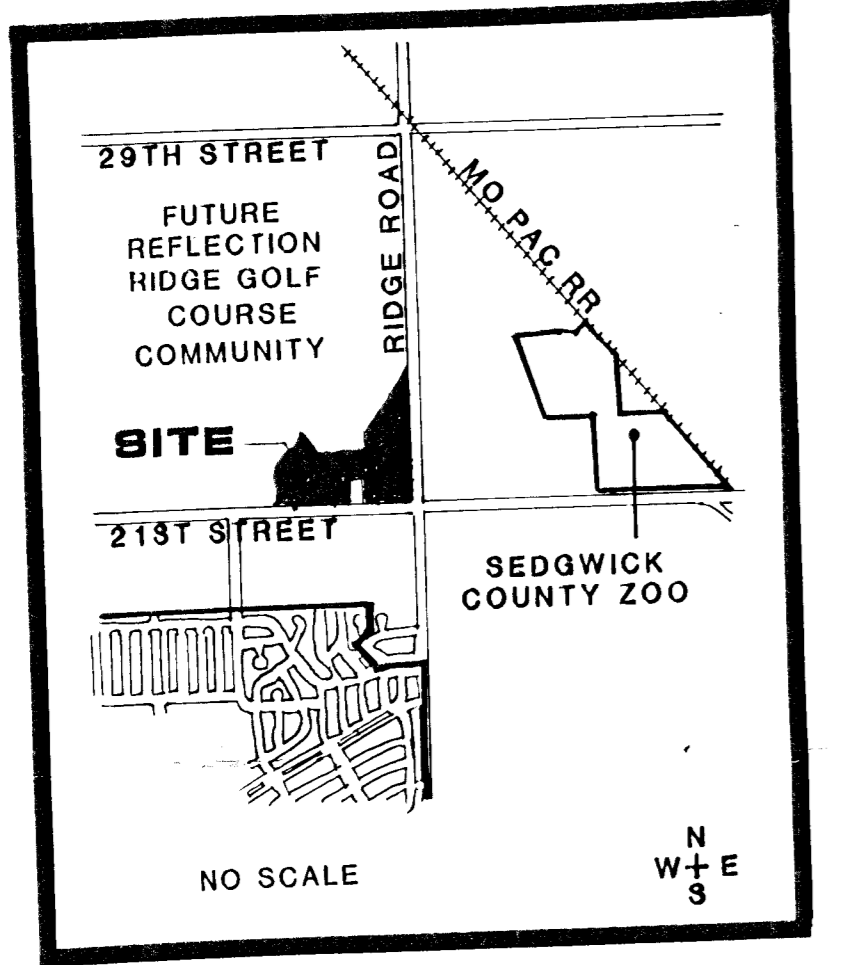 29TH STREET
RIDGE ROAD
MO PAC RR
FUTURE
REFLECTION
RIDGE GOLF
COURSE
COMMUNITY
SITE
21ST STREET
SEDGWICK
COUNTY ZOO
NO SCALE
N
W E
S